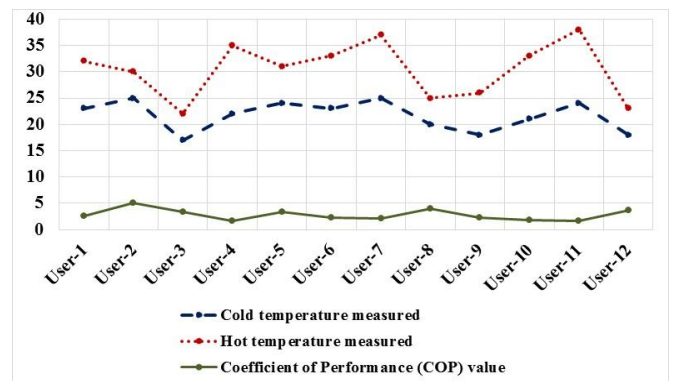 40
35
30
25
20
15
10
5
0
User-1 User-2 User-3 User-4 User-5 User-6 User-7 User-8 User-9 User-10 User-11 User-12
Cold temperature measured
Hot temperature measured
Coefficient of Performance (COP) value